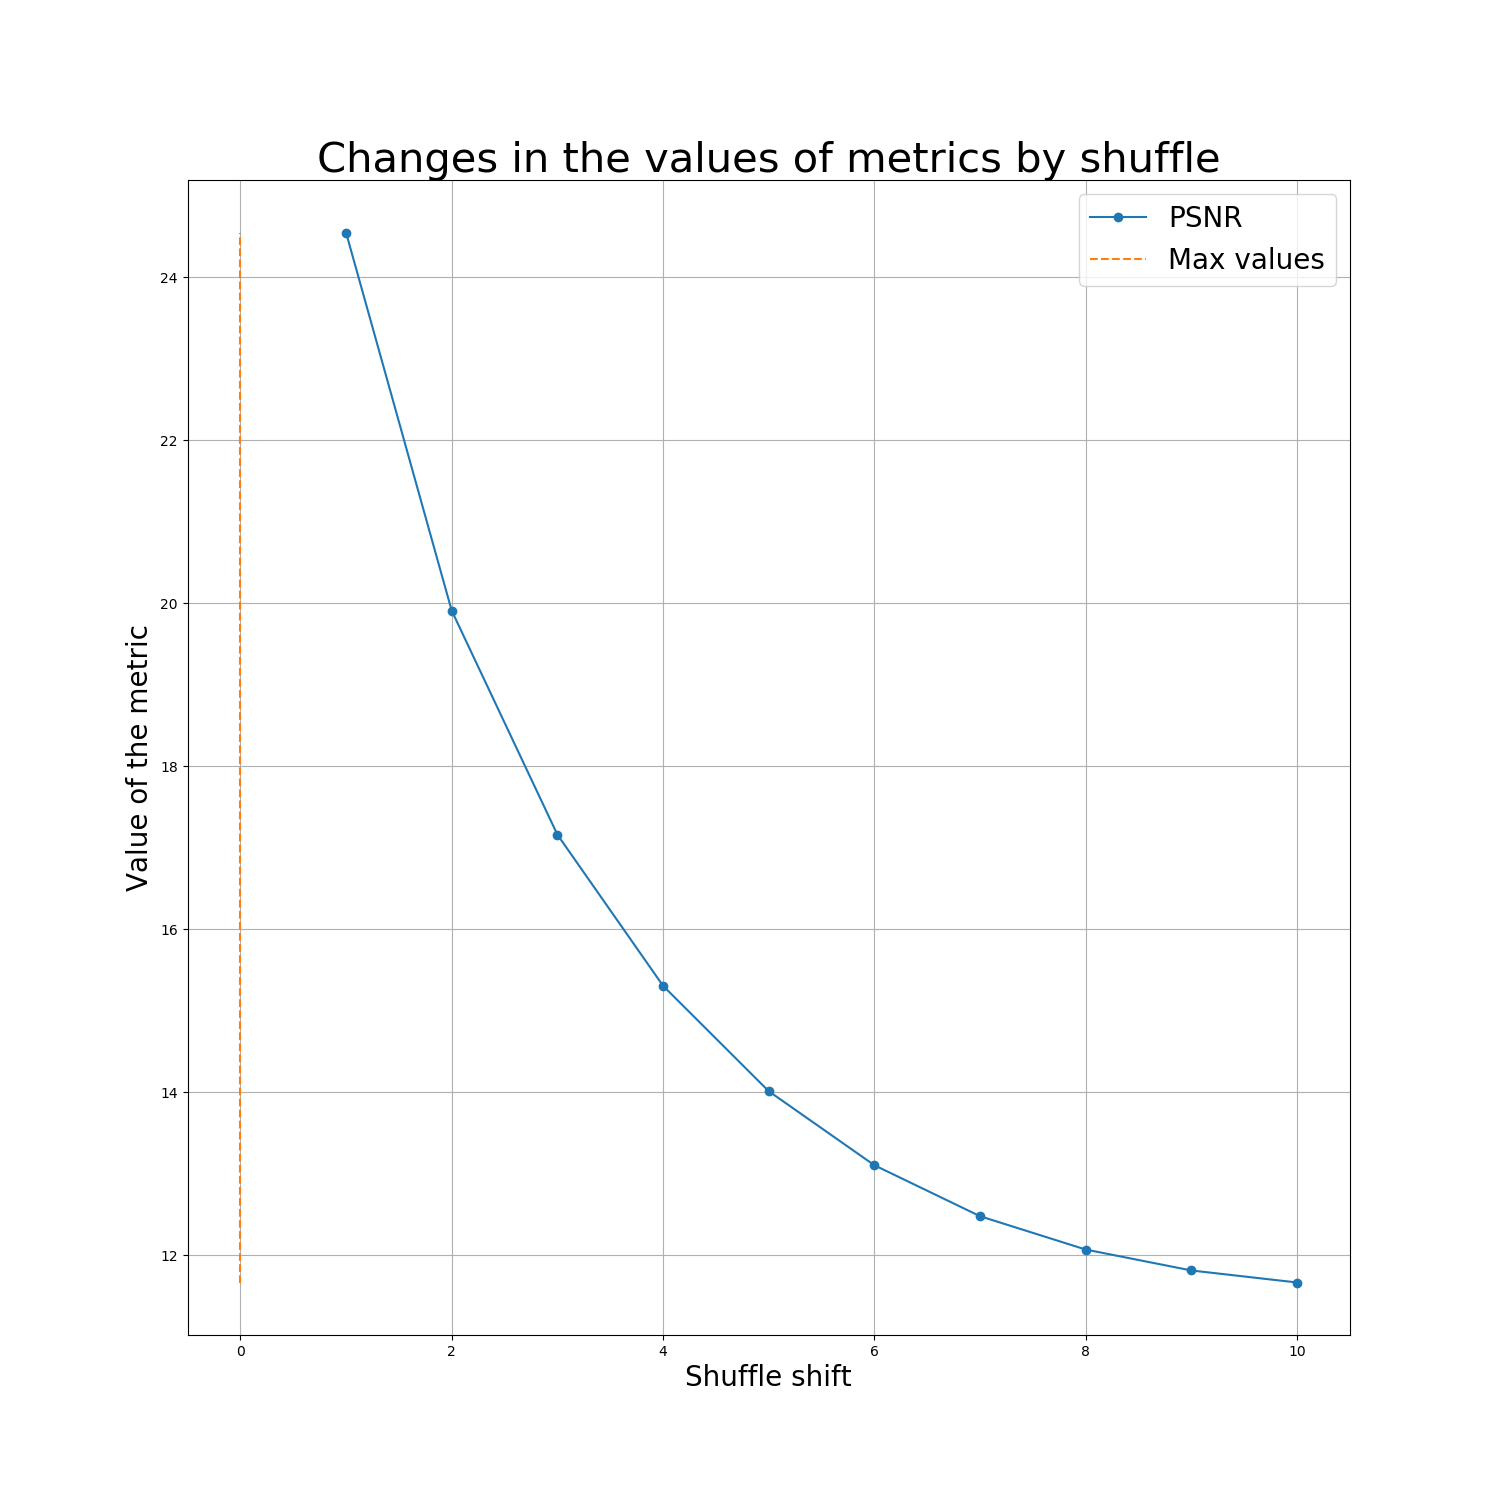 Changes in the values of metrics by shuffle
PSNR
Max values
24
22
20
18
16
14
12
Value of the metric
0 2 4 6 8 10
Shuffle shift